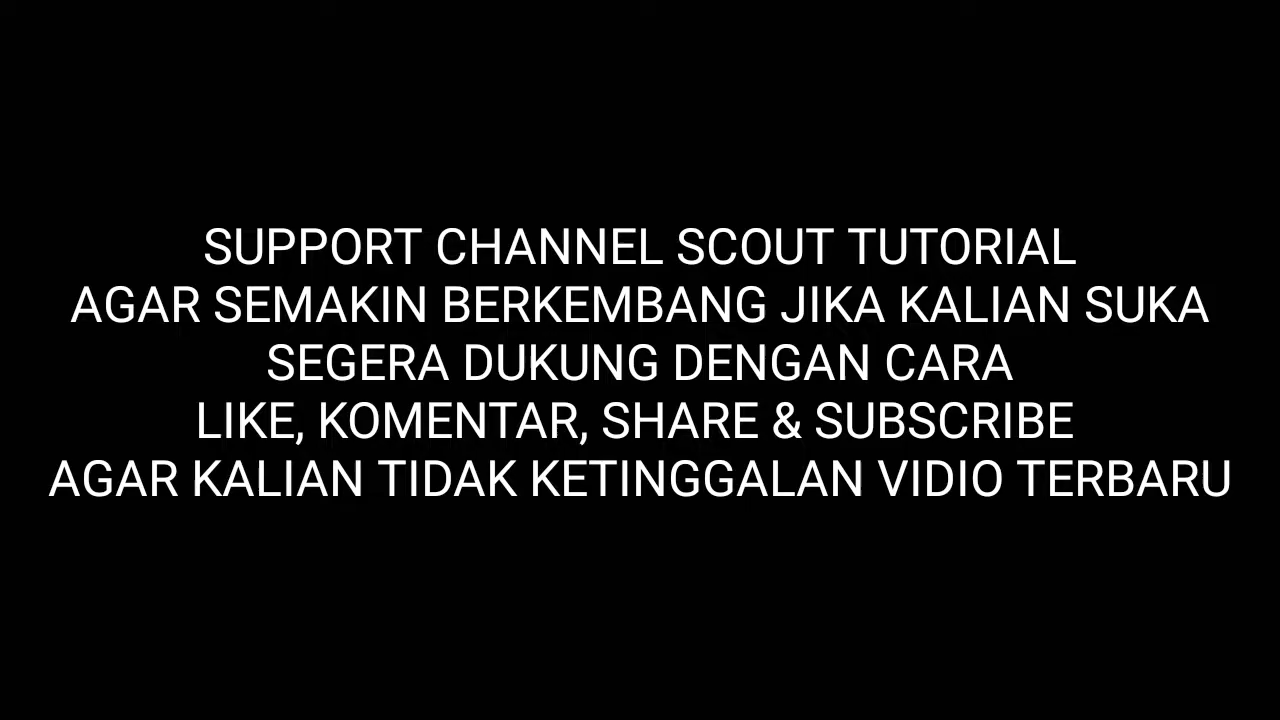 SUPPORT CHANNEL SCOUT TUTORIAL
AGAR SEMAKIN BERKEMBANG JIKA KALIAN SUKA
SEGERA DUKUNG DENGAN CARA
LIKE, KOMENTAR, SHARE & SUBSCRIBE
AGAR KALIAN TIDAK KETINGGALAN VIDIO TERBARU